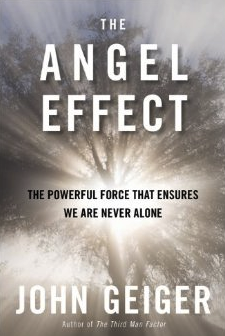 THE
ANGEL
EFFECT
THE POWERFUL FORCE THAT ENSURES
WE ARE NEVER ALONE
JOHN GEIGER
Author of The Third Man Factor